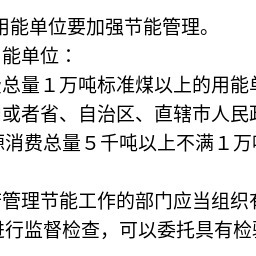 用能单位要加强节能管理。
能单位：
总量１万吨标准煤以上的用能单
或者省、自治区、直辖市人民政
源消费总量５千吨以上不满１万吨
管理节能工作的部门应当组织有
进行监督检查，可以委托具有检验